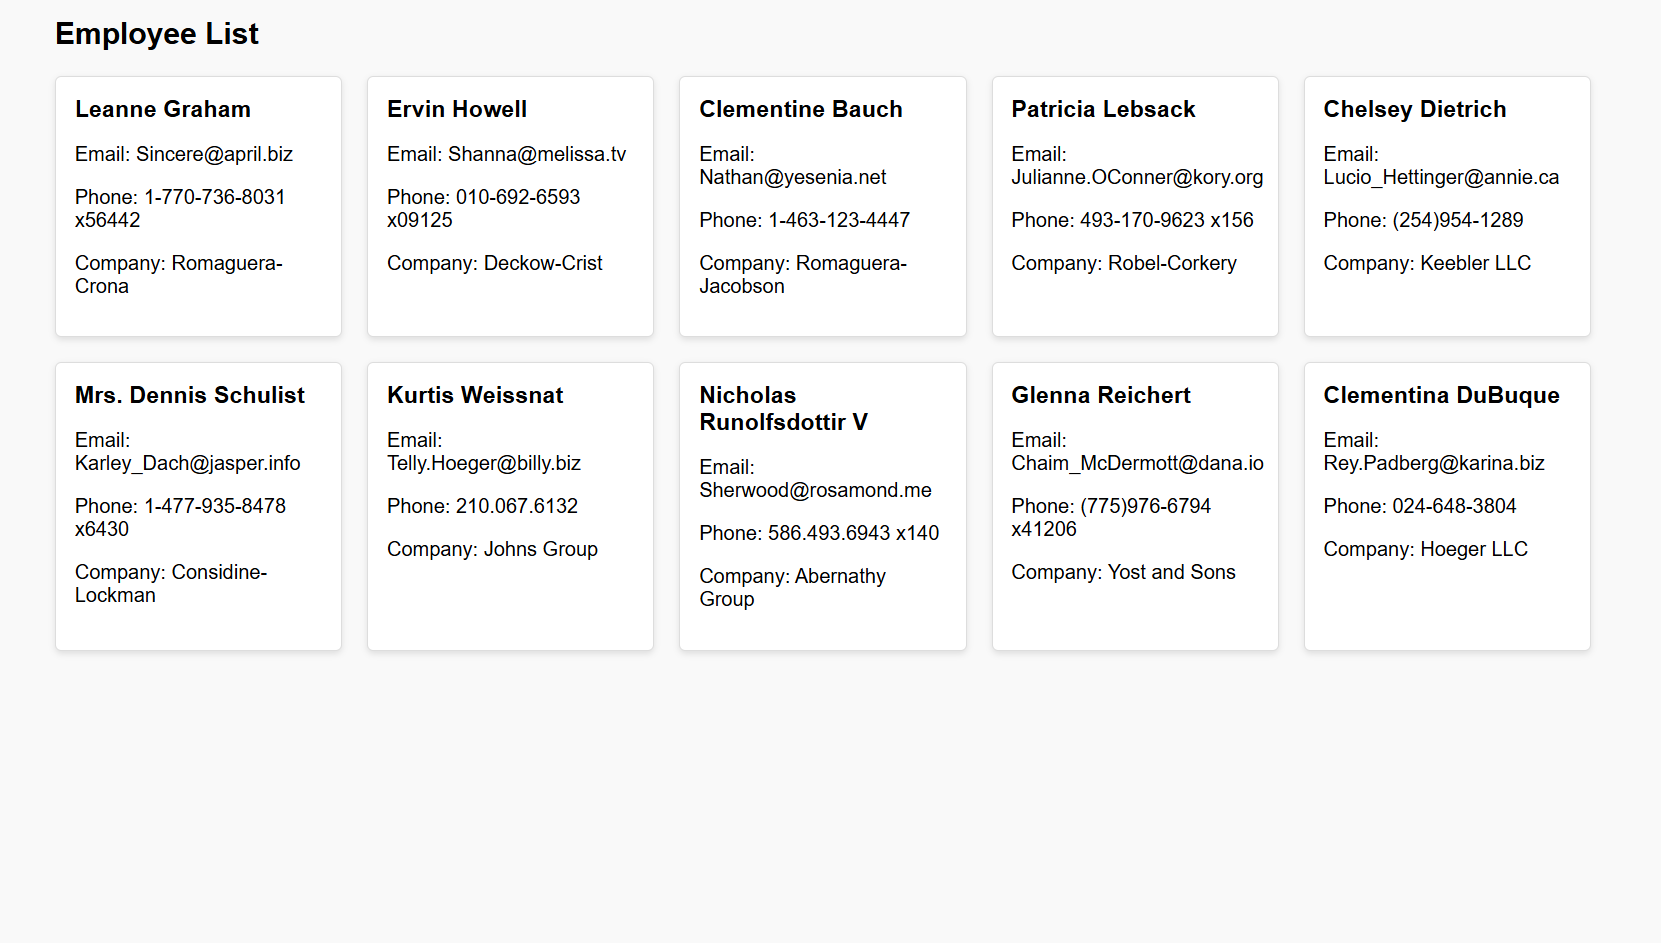 Employee List
Leanne Graham
Email: Sincere@april.biz
Phone: 1-770-736-8031
x56442
Company: Romaguera-
Crona
Ervin Howell
Email: Shanna@melissa.tv
Phone: 010-692-6593
x09125
Company: Deckow-Crist
Clementine Bauch
Email:
Nathan@yesenia.net
Phone: 1-463-123-4447
Company: Romaguera-
Jacobson
Patricia Lebsack
Email:
Julianne.OConner@kory.org
Phone: 493-170-9623 x156
Company: Robel-Corkery
Chelsey Dietrich
Email:
Lucio_Hettinger@annie.ca
Phone: (254)954-1289
Company: Keebler LLC
Mrs. Dennis Schulist
Email:
Karley_Dach@jasper.info
Phone: 1-477-935-8478
x6430
Company: Considine-
Lockman
Kurtis Weissnat
Email:
Telly.Hoeger@billy.biz
Phone: 210.067.6132
Company: Johns Group
Nicholas
Runolfsdottir V
Email:
Sherwood@rosamond.me
Phone: 586.493.6943 x140
Company: Abernathy
Group
Glenna Reichert
Email:
Chaim_McDermott@dana.io
Phone: (775)976-6794
x41206
Company: Yost and Sons
Clementina DuBuque
Email:
Rey.Padberg@karina.biz
Phone: 024-648-3804
Company: Hoeger LLC